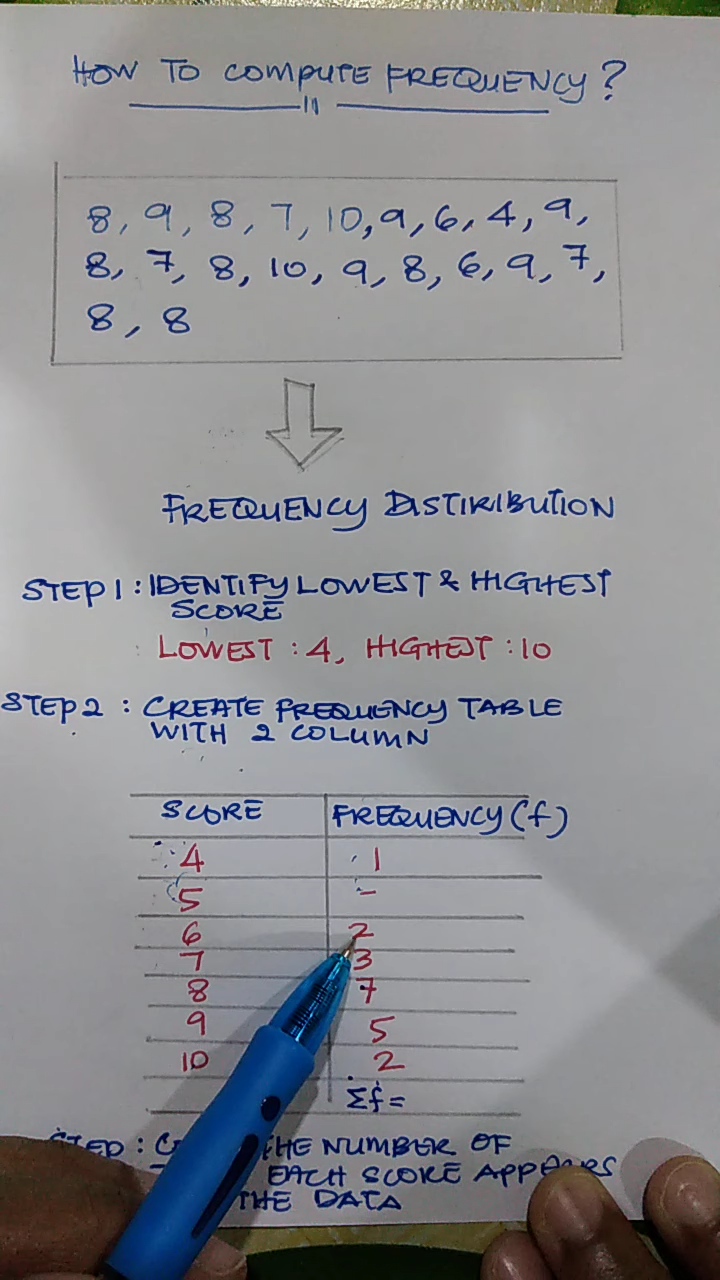 HOW TO COMPUTE FREQUENCY?
8, 9, 8, 7, 10, 9, 6, 4, 9,
8, 7, 8, 10, 9, 8, 6, 9, 7,
8, 8
FREQUENCY DISTIRIBUTION
STEP 1 : IDENTIFY LOWEST & HIGHEST
SCORE
LOWEST : 4, HIGHEST : 10
STEP 2 : CREATE FREQUENCY TABLE
WITH 2 COLUMN
SCORE FREQUENCY (f)
4 1
5 -
6 2
7 3
8 7
9 5
10 2
Σf =
STEP : THE NUMBER OF
EACH SCORE APPEARS
THE DATA